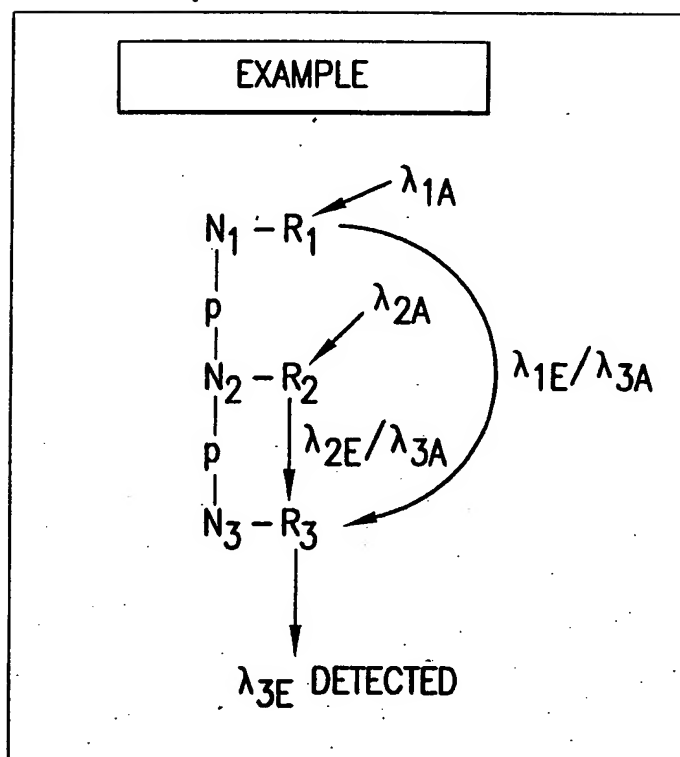 EXAMPLE
λ1A
N1 – R1
p
λ2A
N2 – R2
λ1E/λ3A
λ2E/λ3A
p
N3 – R3
λ3E DETECTED